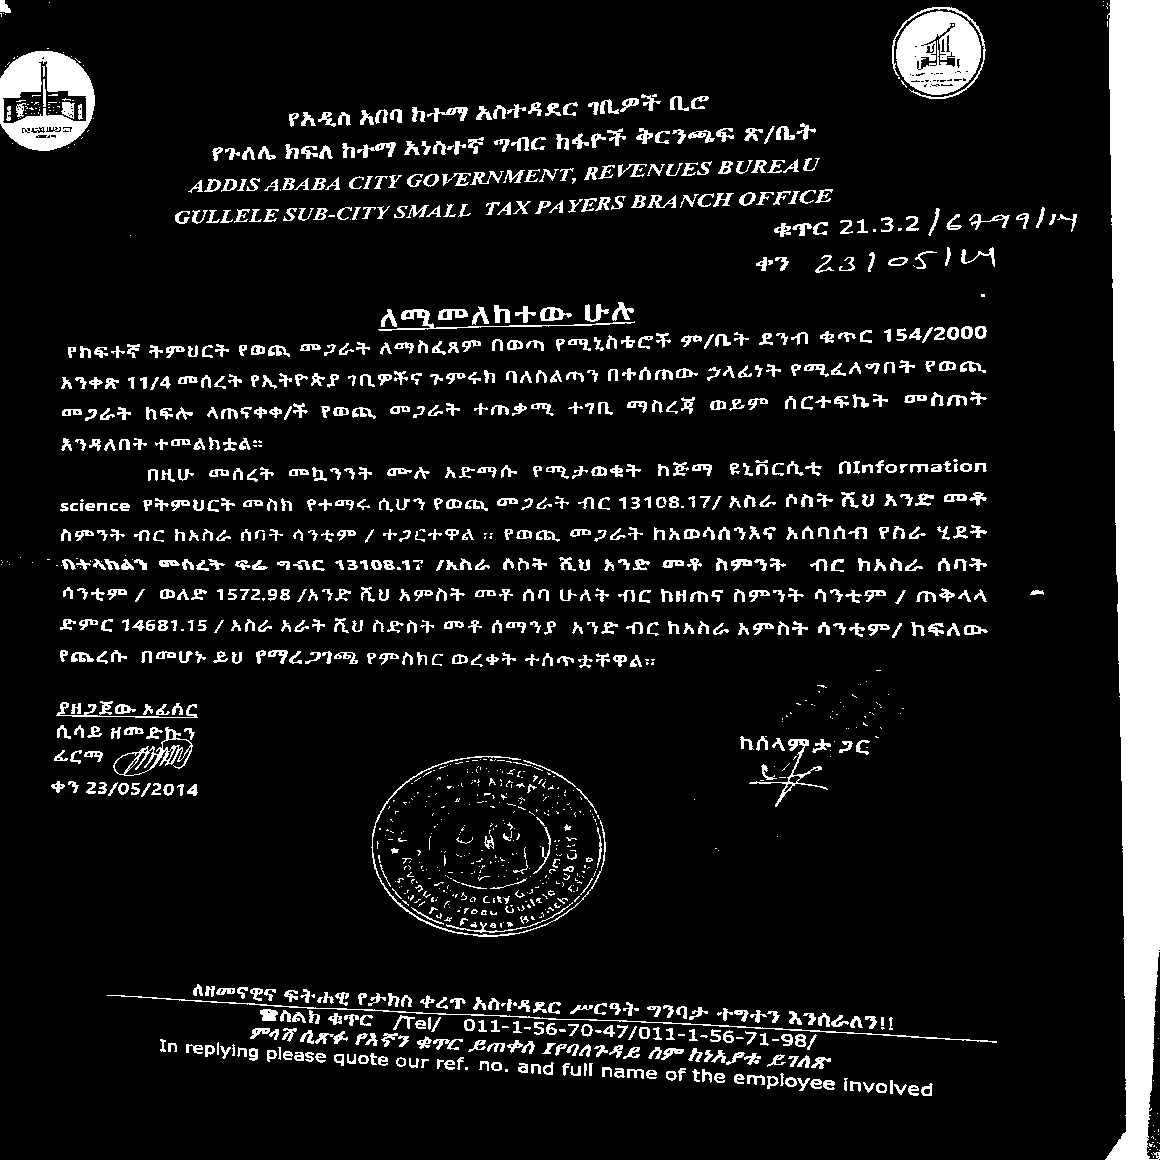 የአዲስ አበባ ከተማ አስተዳደር ገቢዎች ቢሮ
የጉለሌ ክፍለ ከተማ አነስተኛ ግብር ከፋዮች ቅርንጫፍ ጽ/ቤት
ADDIS ABABA CITY GOVERNMENT, REVENUES BUREAU
GULLELE SUB-CITY SMALL TAX PAYERS BRANCH OFFICE
ቁጥር 21.3.2/6799/14
ቀን 23/05/14
ለሚመለከተው ሁሉ
የከፍተኛ ትምህርት የወጪ መጋራት ለማስፈጸም በወጣ የሚኒስቴሮች ም/ቤት ደንብ ቁጥር 154/2000
አንቀጽ 11/4 መሰረት የኢትዮጵያ ገቢዎችና ጉምሩክ ባለስልጣን በተሰጠው ኃላፊነት የሚፈለግበት የወጪ
መጋራት ከፍሎ ላጠናቀቀ/ች የወጪ መጋራት ተጠቃሚ ተገቢ ማስረጃ ወይም ሰርተፍኬት መስጠት
እንዳለበት ተመልክቷል።
በዚሁ መሰረት መኳንንት ሙሉ አድማሱ የሚታወቁት ከጅማ ዩኒቨርሲቲ በInformation
science የትምህርት መስክ የተማሩ ሲሆን የወጪ መጋራት ብር 13108.17/ አስራ ሶስት ሺህ አንድ መቶ
ስምንት ብር ከአስራ ሰባት ሳንቲም / ተጋርተዋል ። የወጪ መጋራት ከአወሳሰንእና አሰባሰብ የስራ ሂደት
በተላከልን መሰረት ፍሬ ግብር 13108.17 /አስራ ሶስት ሺህ አንድ መቶ ስምንት ብር ከአስራ ሰባት
ሳንቲም / ወለድ 1572.98 /አንድ ሺህ አምስት መቶ ሰባ ሁለት ብር ከዘጠና ስምንት ሳንቲም / ጠቅላላ
ድምር 14681.15 / አስራ አራት ሺህ ስድስት መቶ ሰማንያ አንድ ብር ከአስራ አምስት ሳንቲም/ ከፍለው
የጨረሱ በመሆኑ ይህ የማረጋገጫ የምስክር ወረቀት ተሰጥቷቸዋል።
ያዘጋጀው ኦፊሰር
ሲሳይ ዘመድኩን
ፊርማ
ቀን 23/05/2014
ከሰላምታ ጋር
Ababa City Government
Revenue Bureau Gullele Sub City
Small Tax Payers Branch Office
ለዘመናዊና ፍትሐዊ የታክስ ቀረጥ አስተዳደር ሥርዓት ግንባታ ተግተን እንሰራለን!!
☎ስልክ ቁጥር /Tel/ 011-1-56-70-47/011-1-56-71-98/
ምላሽ ሲጽፉ የእኛን ቁጥር ይጠቀስ የባለጉዳይ ስም ከነአያቱ ይገለጽ
In replying please quote our ref. no. and full name of the employee involved